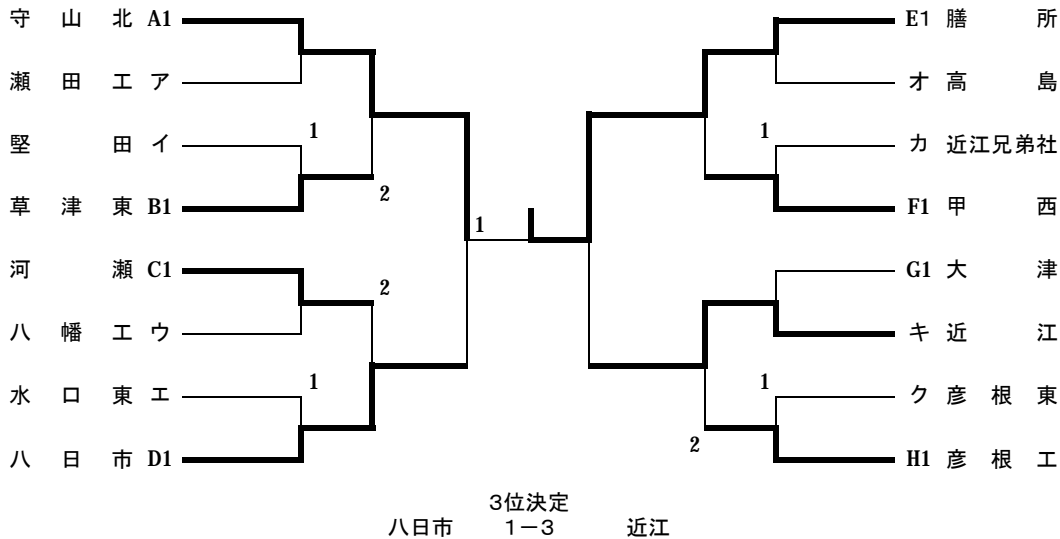 守山北 A1 E1 膳所
瀬田工 ア オ 高島
堅田 イ 1 1 カ 近江兄弟社
草津東 B1 2 F1 甲西
1
河瀬 C1 2 G1 大津
八幡工 ウ キ 近江
水口東 エ 1 1 ク 彦根東
八日市 D1 2 H1 彦根工
3位決定
八日市 1－3 近江